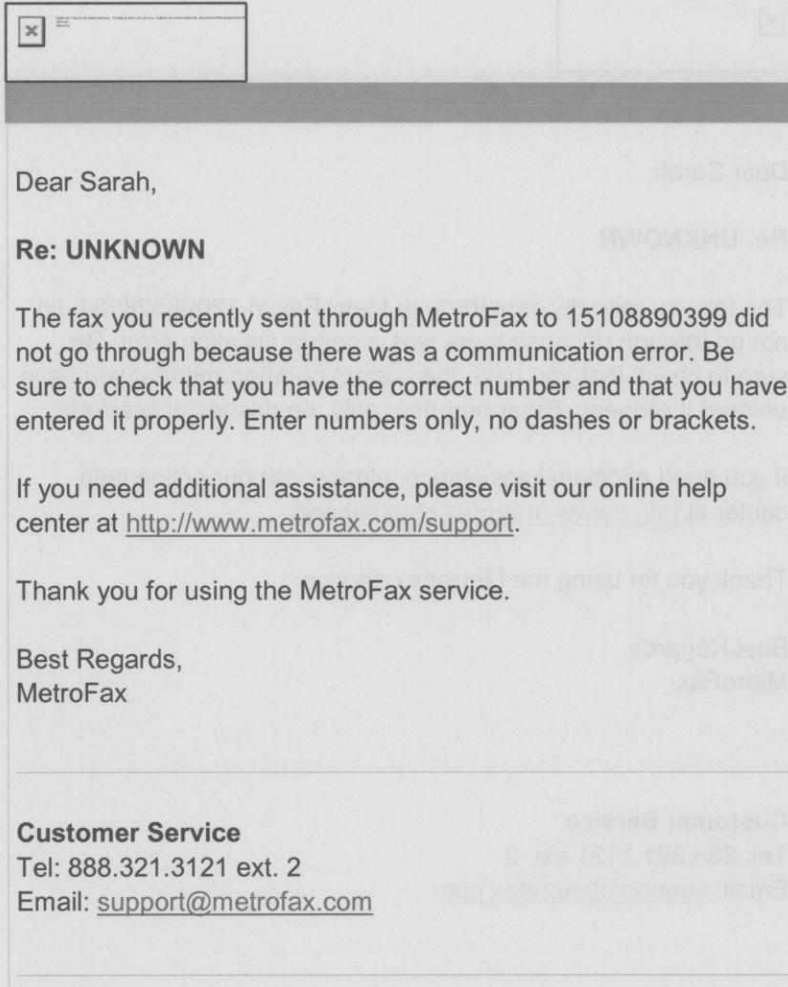 Dear Sarah,
Re: UNKNOWN
The fax you recently sent through MetroFax to 15108890399 did
not go through because there was a communication error. Be
sure to check that you have the correct number and that you have
entered it properly. Enter numbers only, no dashes or brackets.
If you need additional assistance, please visit our online help
center at http://www.metrofax.com/support.
Thank you for using the MetroFax service.
Best Regards,
MetroFax
Customer Service
Tel: 888.321.3121 ext. 2
Email: support@metrofax.com